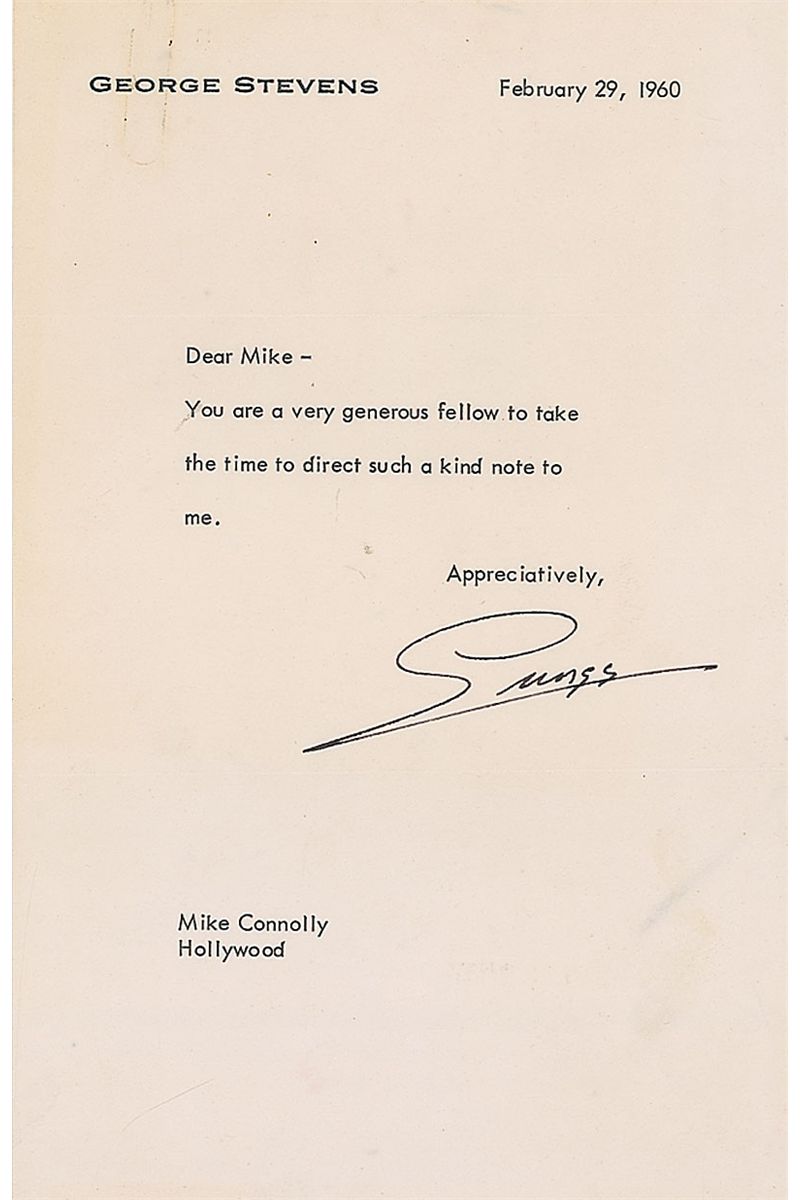 GEORGE STEVENS
February 29, 1960
Dear Mike –
You are a very generous fellow to take
the time to direct such a kind note to
me.
Appreciatively,
Mike Connolly
Hollywood